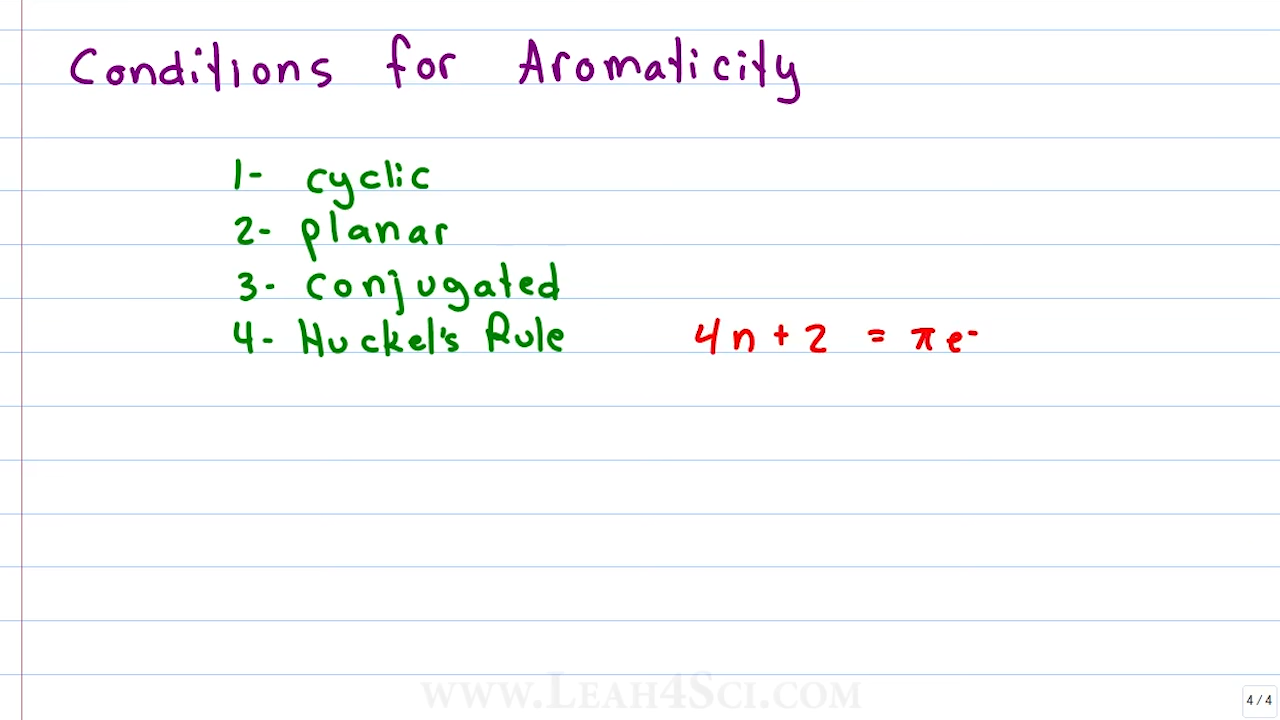 Conditions for Aromaticity
1- cyclic
2- planar
3- conjugated
4- Huckel's Rule 4n + 2 = π e⁻
www.Leah4Sci.com
4 / 4